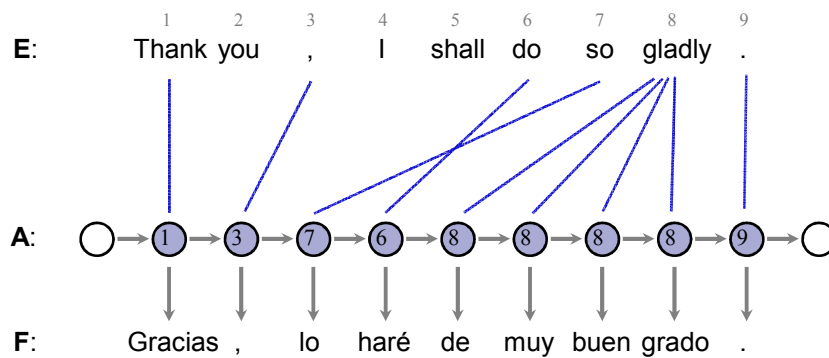 1 2 3 4 5 6 7 8 9
E: Thank you , I shall do so gladly .
A: 1 3 7 6 8 8 8 8 9
F: Gracias , lo haré de muy buen grado .